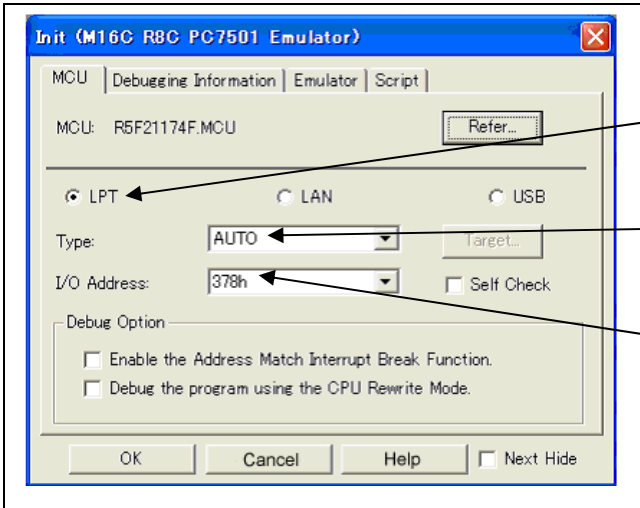 Init (M16C R8C PC7501 Emulator)
MCU Debugging Information Emulator Script
MCU: R5F21174F.MCU Refer...
LPT LAN USB
Type: AUTO Target...
I/O Address: 378h Self Check
Debug Option
Enable the Address Match Interrupt Break Function.
Debug the program using the CPU Rewrite Mode.
OK Cancel Help Next Hide